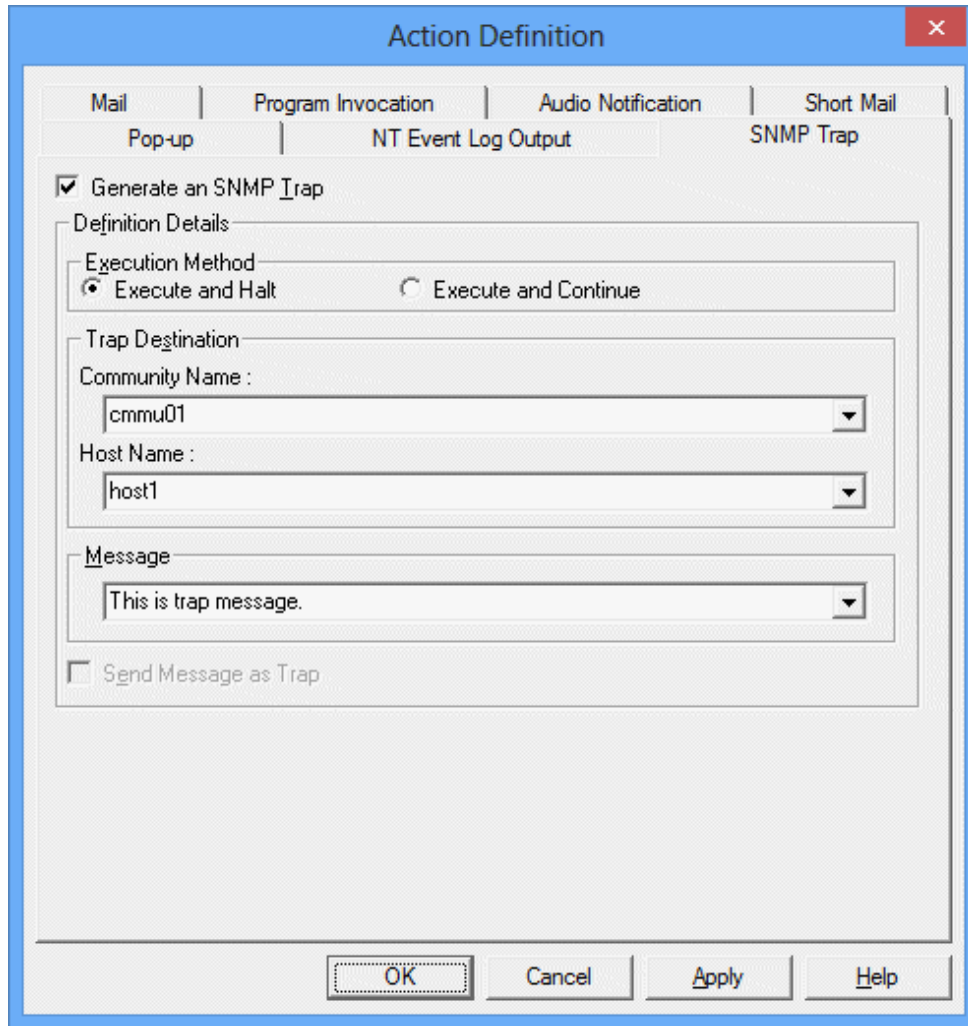 Action Definition
Mail Program Invocation Audio Notification Short Mail
Pop-up NT Event Log Output SNMP Trap
Generate an SNMP Trap
Definition Details
Execution Method
Execute and Halt Execute and Continue
Trap Destination
Community Name :
cmmu01
Host Name :
host1
Message
This is trap message.
Send Message as Trap
OK Cancel Apply Help